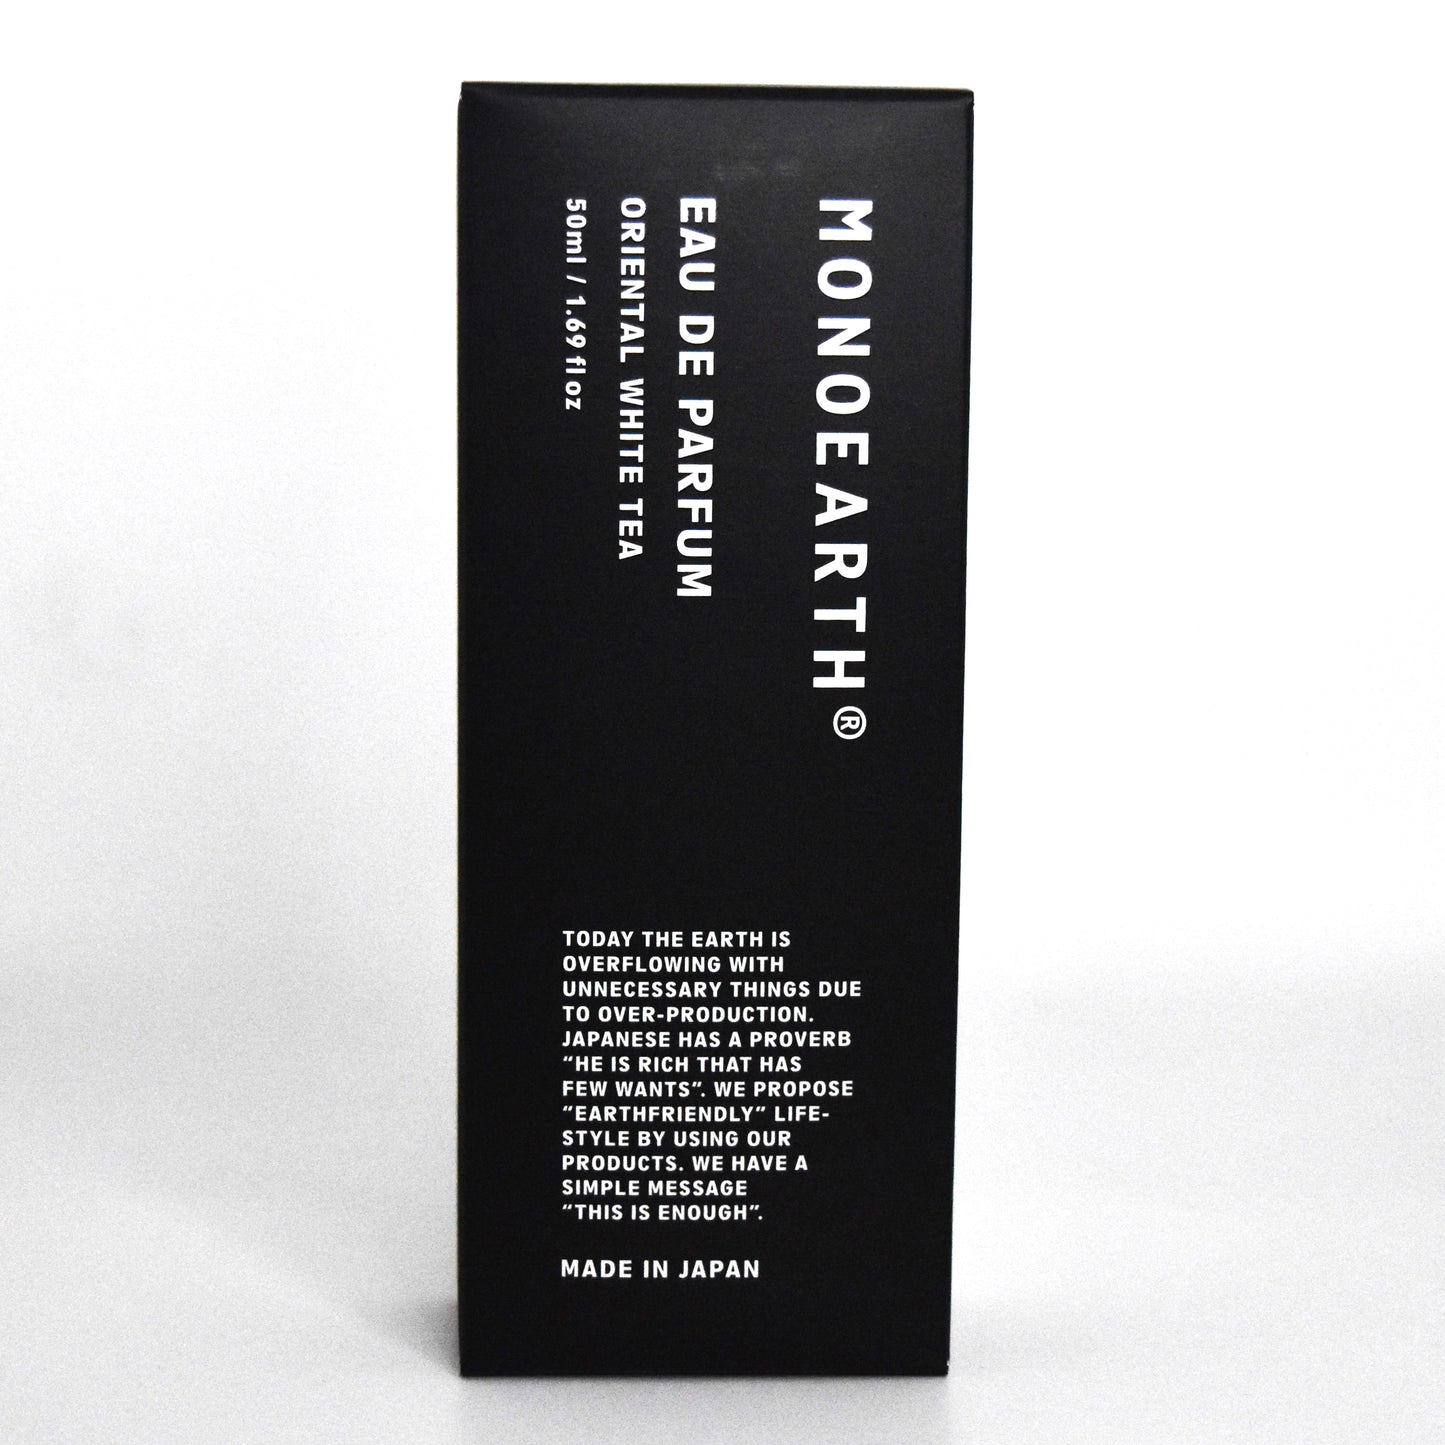 MONOEARTH®
EAU DE PARFUM
ORIENTAL WHITE TEA
50ml / 1.69 fl oz
TODAY THE EARTH IS
OVERFLOWING WITH
UNNECESSARY THINGS DUE
TO OVER-PRODUCTION.
JAPANESE HAS A PROVERB
“HE IS RICH THAT HAS
FEW WANTS”. WE PROPOSE
“EARTHFRIENDLY” LIFE-
STYLE BY USING OUR
PRODUCTS. WE HAVE A
SIMPLE MESSAGE
“THIS IS ENOUGH”.
MADE IN JAPAN